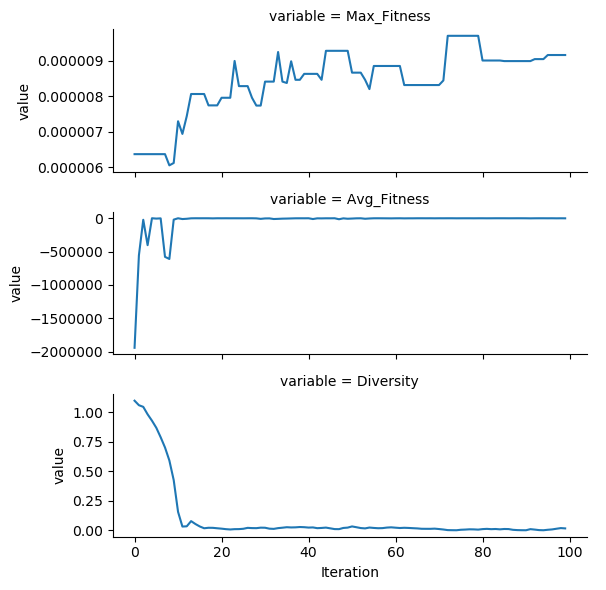 variable = Max_Fitness
0.000009
0.000008
0.000007
0.000006
value
variable = Avg_Fitness
0
−500000
−1000000
−1500000
−2000000
value
variable = Diversity
1.00
0.75
0.50
0.25
0.00
value
0 20 40 60 80 100
Iteration